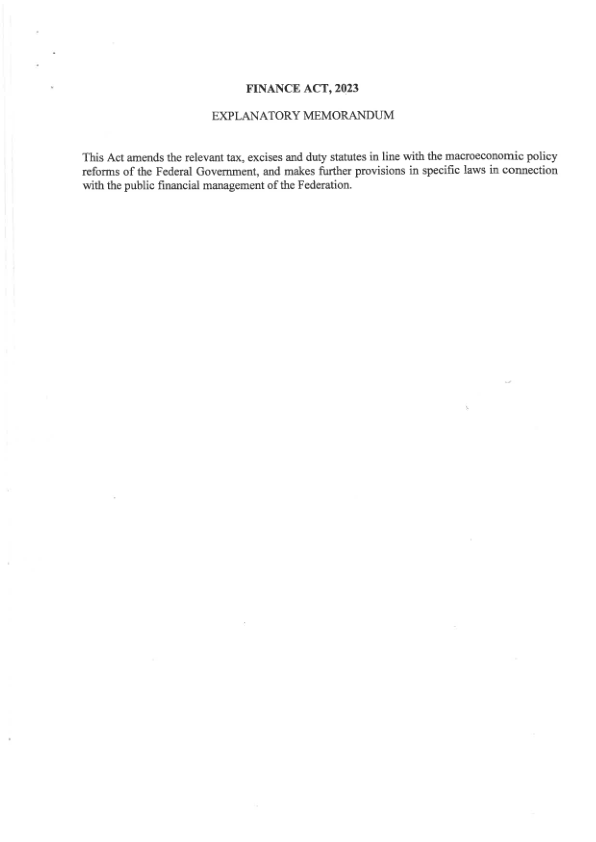 FINANCE ACT, 2023
EXPLANATORY MEMORANDUM
This Act amends the relevant tax, excises and duty statutes in line with the macroeconomic policy
reforms of the Federal Government, and makes further provisions in specific laws in connection
with the public financial management of the Federation.